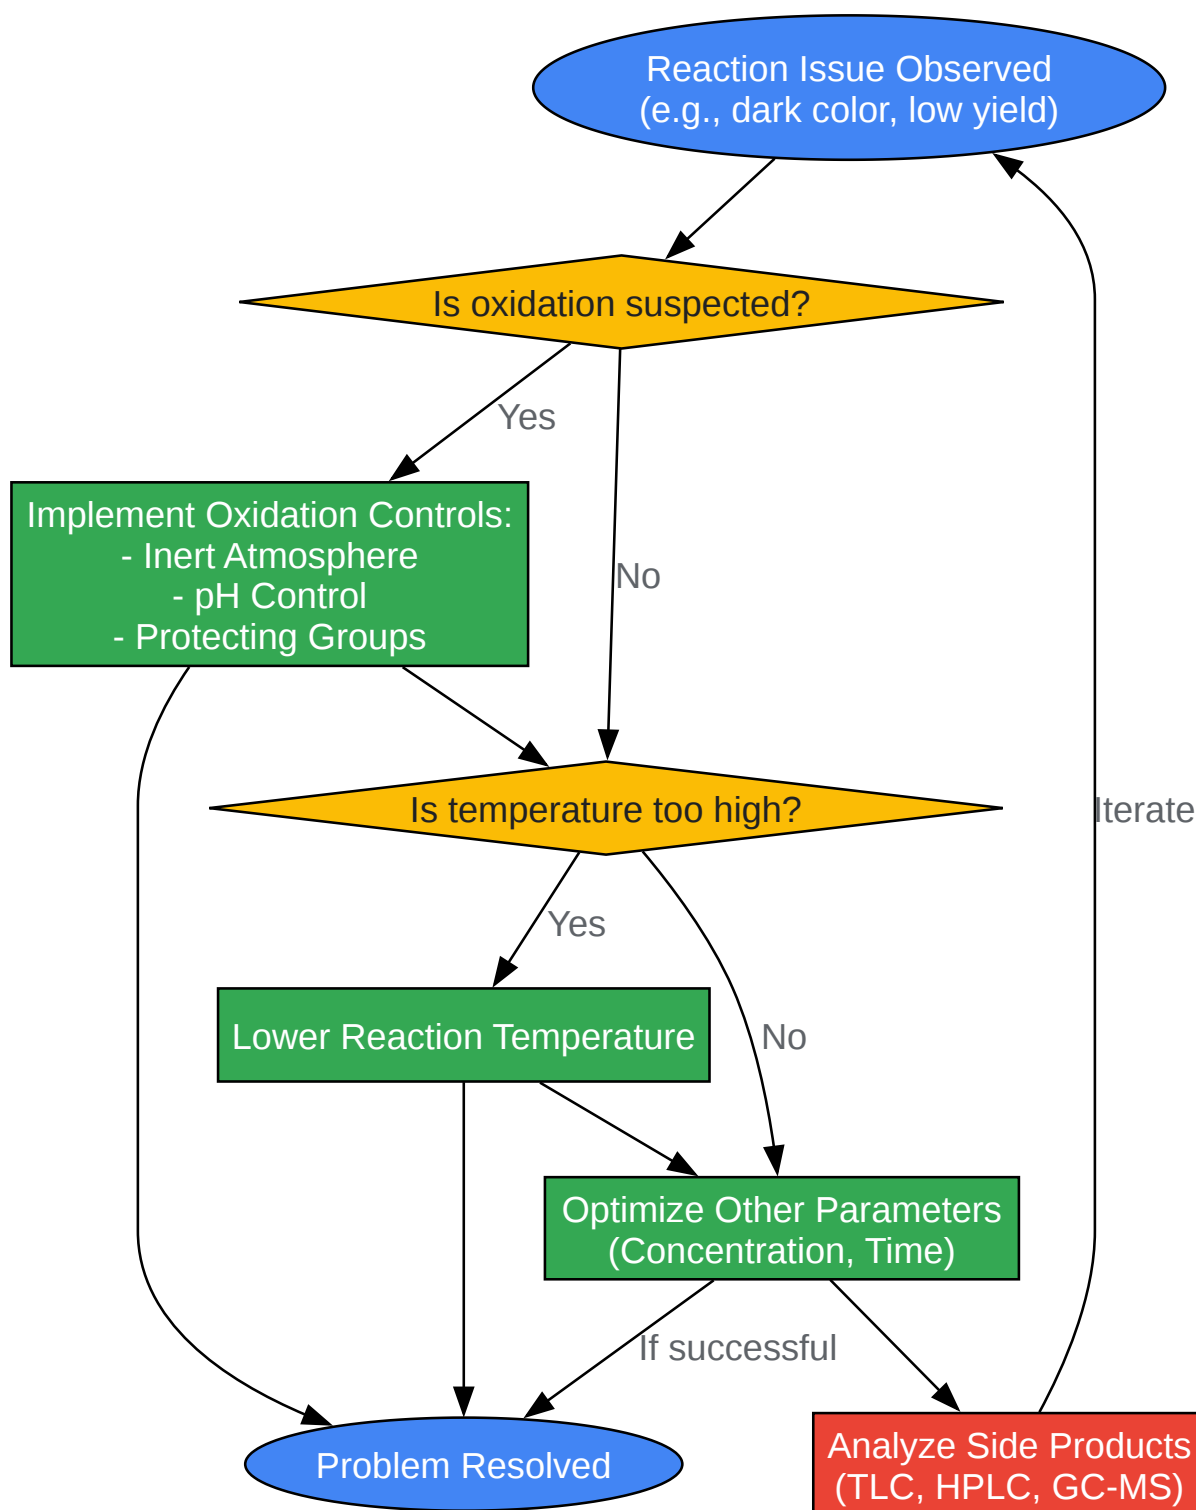 Reaction Issue Observed
(e.g., dark color, low yield)
Is oxidation suspected?
Yes
Implement Oxidation Controls:
- Inert Atmosphere
- pH Control
- Protecting Groups
No
Is temperature too high?
Iterate
Yes
Lower Reaction Temperature
No
Optimize Other Parameters
(Concentration, Time)
If successful
Problem Resolved
Analyze Side Products
(TLC, HPLC, GC-MS)